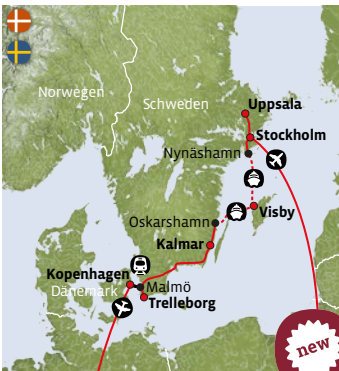 Norwegen
Schweden
Uppsala
Stockholm
Nynäshamn
Visby
Oskarshamn
Kalmar
Kopenhagen
Dänemark
Malmö
Trelleborg
new